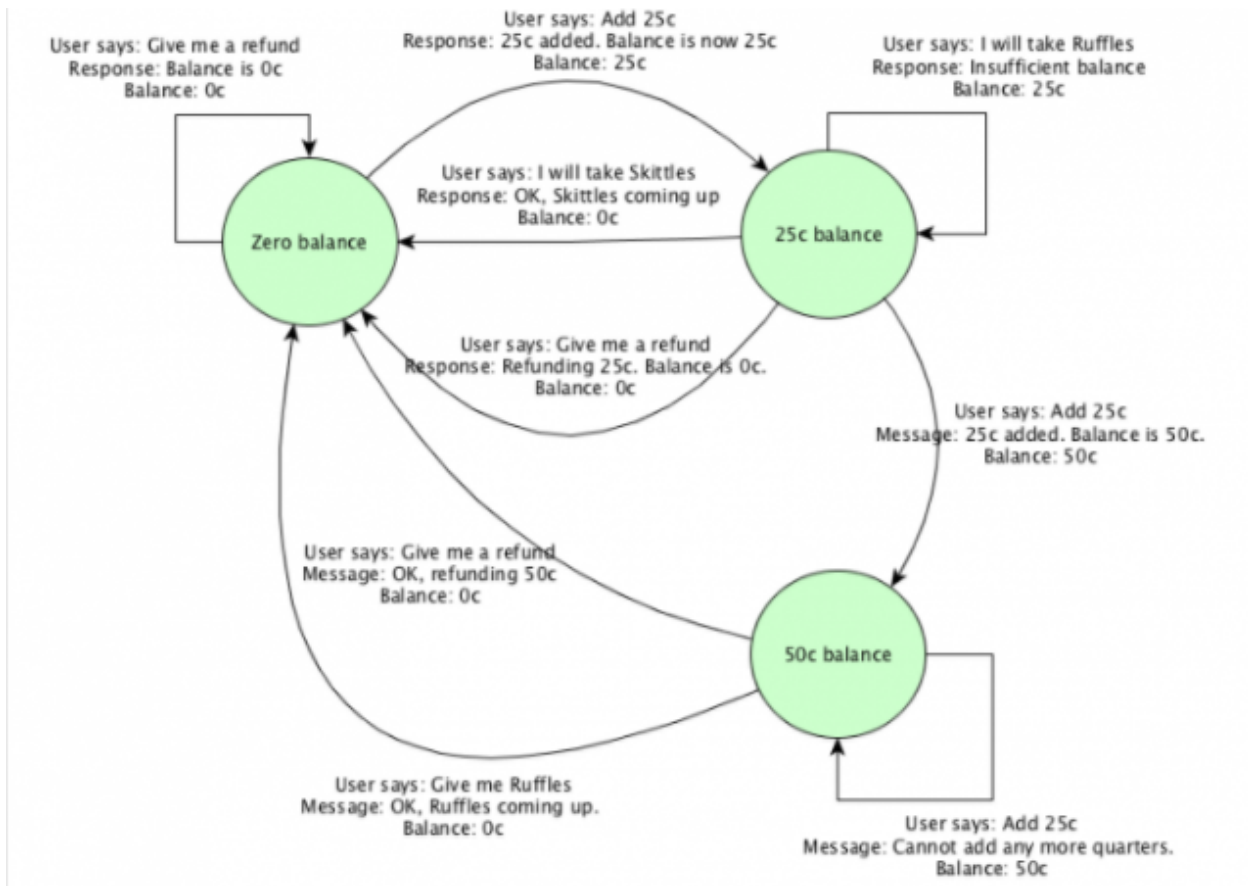 User says: Add 25c
Response: 25c added. Balance is now 25c
Balance: 25c
User says: Give me a refund
Response: Balance is 0c
Balance: 0c
User says: I will take Ruffles
Response: Insufficient balance
Balance: 25c
User says: I will take Skittles
Response: OK, Skittles coming up
Balance: 0c
Zero balance
25c balance
User says: Give me a refund
Response: Refunding 25c. Balance is 0c.
Balance: 0c
User says: Add 25c
Message: 25c added. Balance is 50c.
Balance: 50c
User says: Give me a refund
Message: OK, refunding 50c
Balance: 0c
50c balance
User says: Give me Ruffles
Message: OK, Ruffles coming up.
Balance: 0c
User says: Add 25c
Message: Cannot add any more quarters.
Balance: 50c